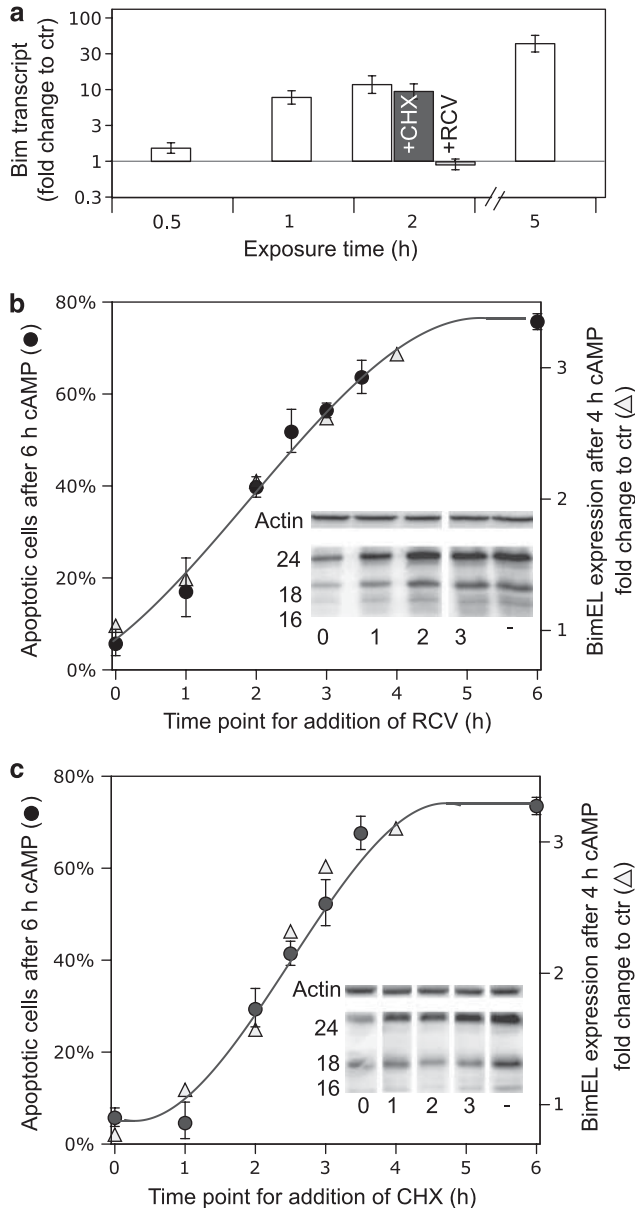 a
Bim transcript
(fold change to ctr)
100
30
10
3
1
0.3
+CHX
+RCV
0.5
1
2
5
Exposure time (h)
b
Apoptotic cells after 6 h cAMP (●)
80%
60%
40%
20%
0%
3
2
1
BimEL expression after 4 h cAMP
fold change to ctr (△)
Actin
24
18
16
0 1 2 3 -
0 1 2 3 4 5 6
Time point for addition of RCV (h)
c
Apoptotic cells after 6 h cAMP (●)
80%
60%
40%
20%
0%
3
2
1
BimEL expression after 4 h cAMP
fold change to ctr (△)
Actin
24
18
16
0 1 2 3 -
0 1 2 3 4 5 6
Time point for addition of CHX (h)